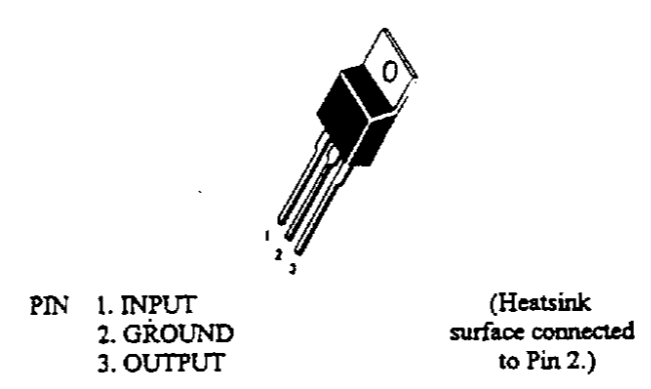 1
2
3
PIN 1. INPUT
2. GROUND
3. OUTPUT
(Heatsink
surface connected
to Pin 2.)